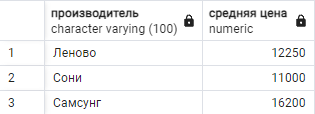 производитель средняя цена
character varying (100) numeric
1 Леново 12250
2 Сони 11000
3 Самсунг 16200